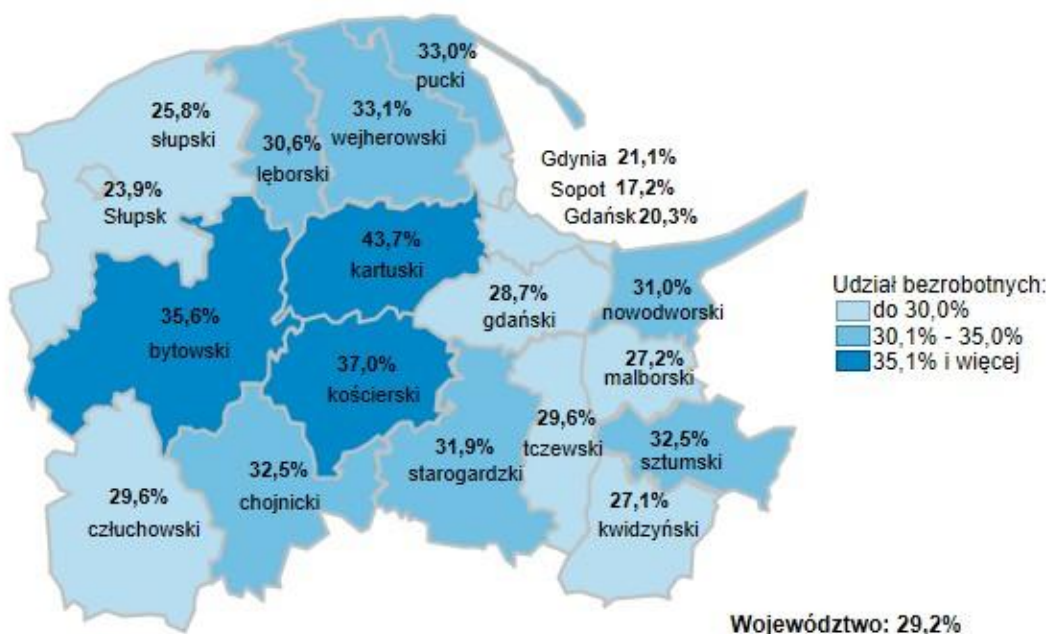 33,0%
pucki
25,8%
słupski
33,1%
wejherowski
30,6%
lęborski
Gdynia 21,1%
Sopot 17,2%
Gdańsk 20,3%
23,9%
Słupsk
43,7%
kartuski
28,7%
gdański
31,0%
nowodworski
35,6%
bytowski
37,0%
kościerski
27,2%
malborski
29,6%
tczewski
31,9%
starogardzki
32,5%
sztumski
32,5%
chojnicki
29,6%
człuchowski
27,1%
kwidzyński
Udział bezrobotnych:
do 30,0%
30,1% - 35,0%
35,1% i więcej
Województwo: 29,2%